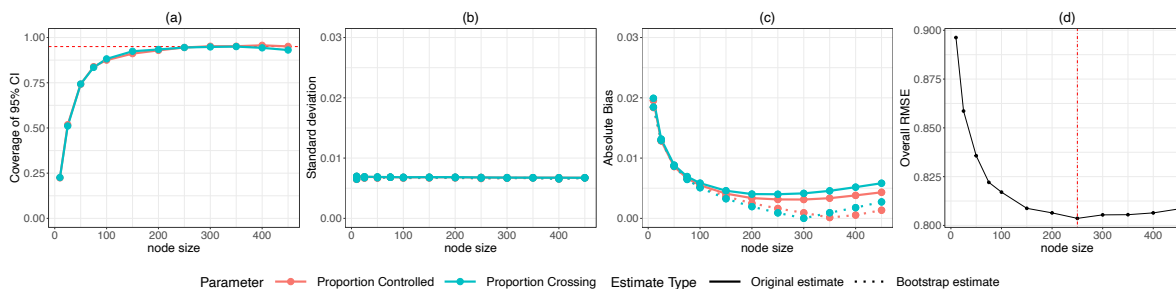 (a)
Coverage of 95% CI
1.00
0.75
0.50
0.25
0.00
0 100 200 300 400
node size
(b)
Standard deviation
0.03
0.02
0.01
0.00
0 100 200 300 400
node size
(c)
Absolute Bias
0.03
0.02
0.01
0.00
0 100 200 300 400
node size
(d)
Overall RMSE
0.900
0.875
0.850
0.825
0.800
0 100 200 300 400
node size
Parameter Proportion Controlled Proportion Crossing Estimate Type Original estimate Bootstrap estimate